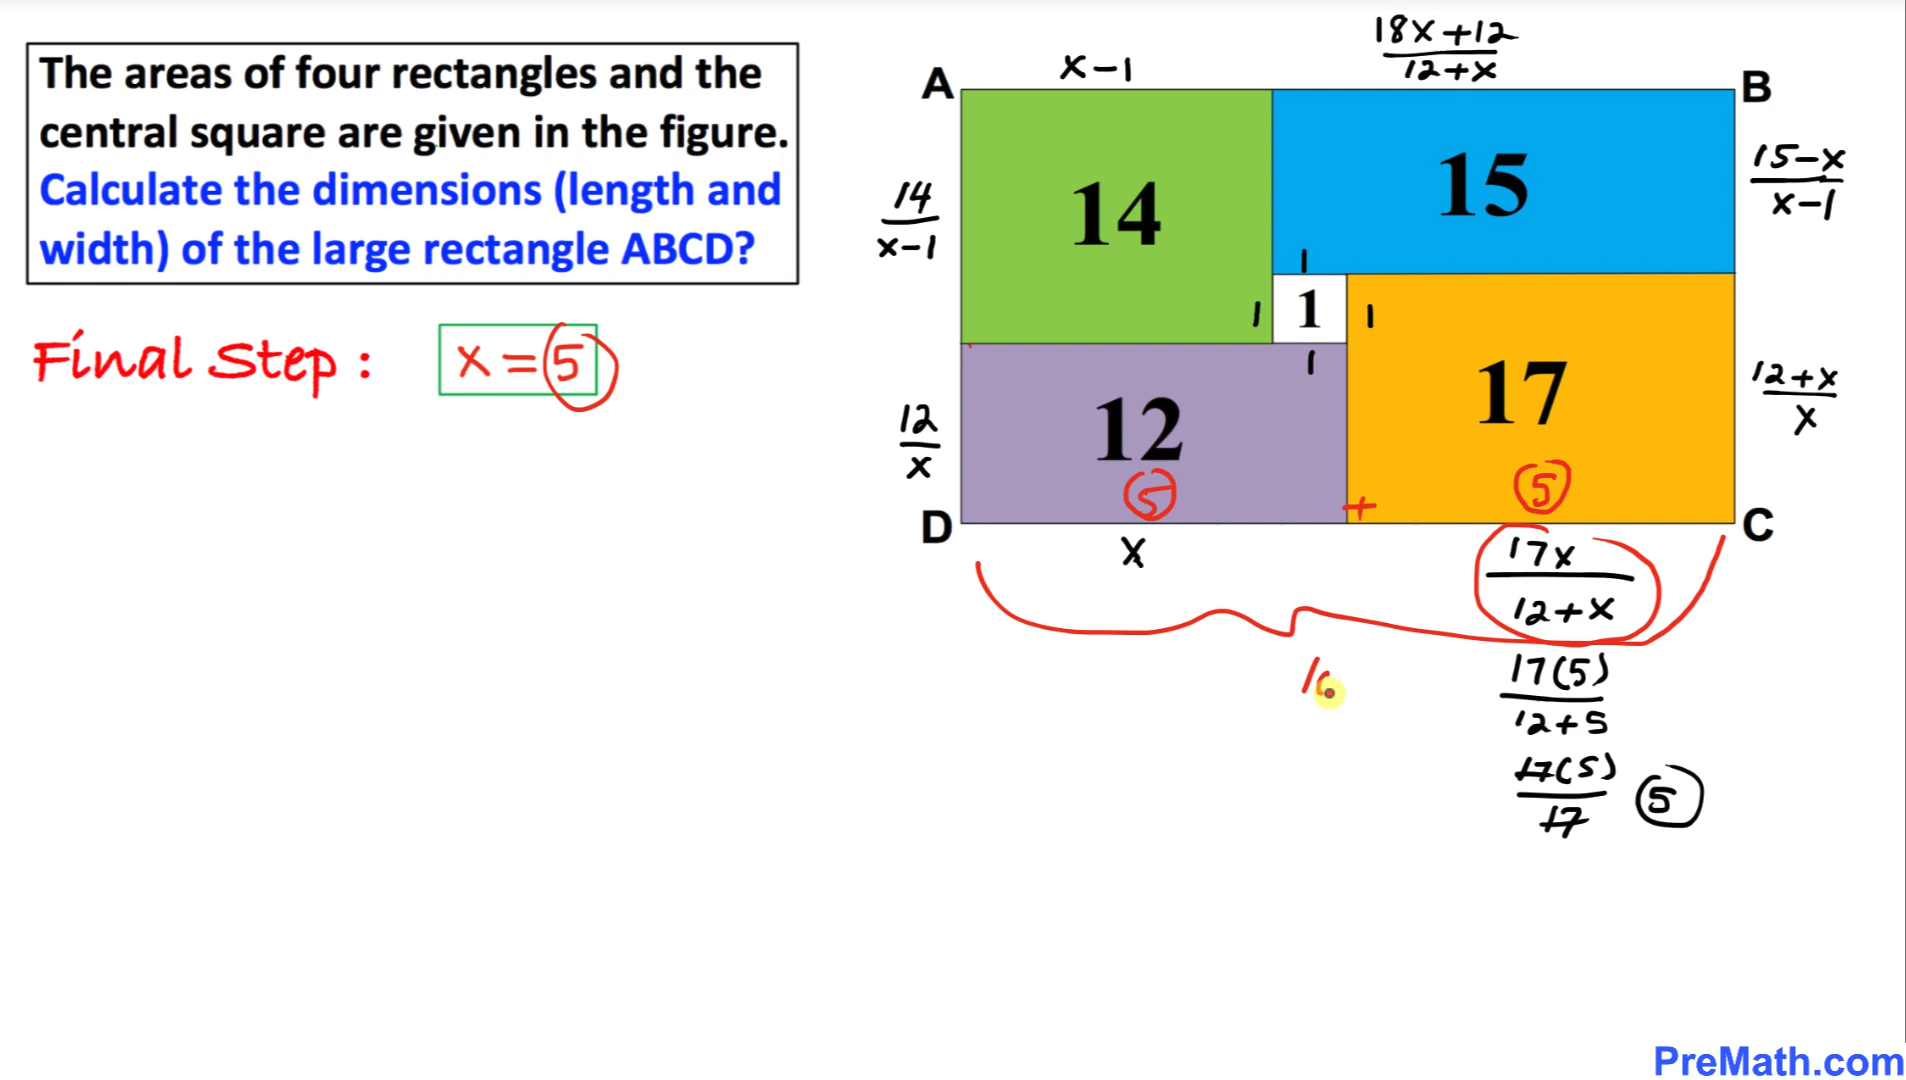 The areas of four rectangles and the
central square are given in the figure.
Calculate the dimensions (length and
width) of the large rectangle ABCD?
Final Step : x = 5
x-1
18x+12
12+x
A
B
14
x-1
14
15
15-x
x-1
1
1
1
1
1
12
x
12
17
12+x
x
5
+
5
D
C
x
17x
12+x
17(5)
12+5
17(5)
17
5
PreMath.com